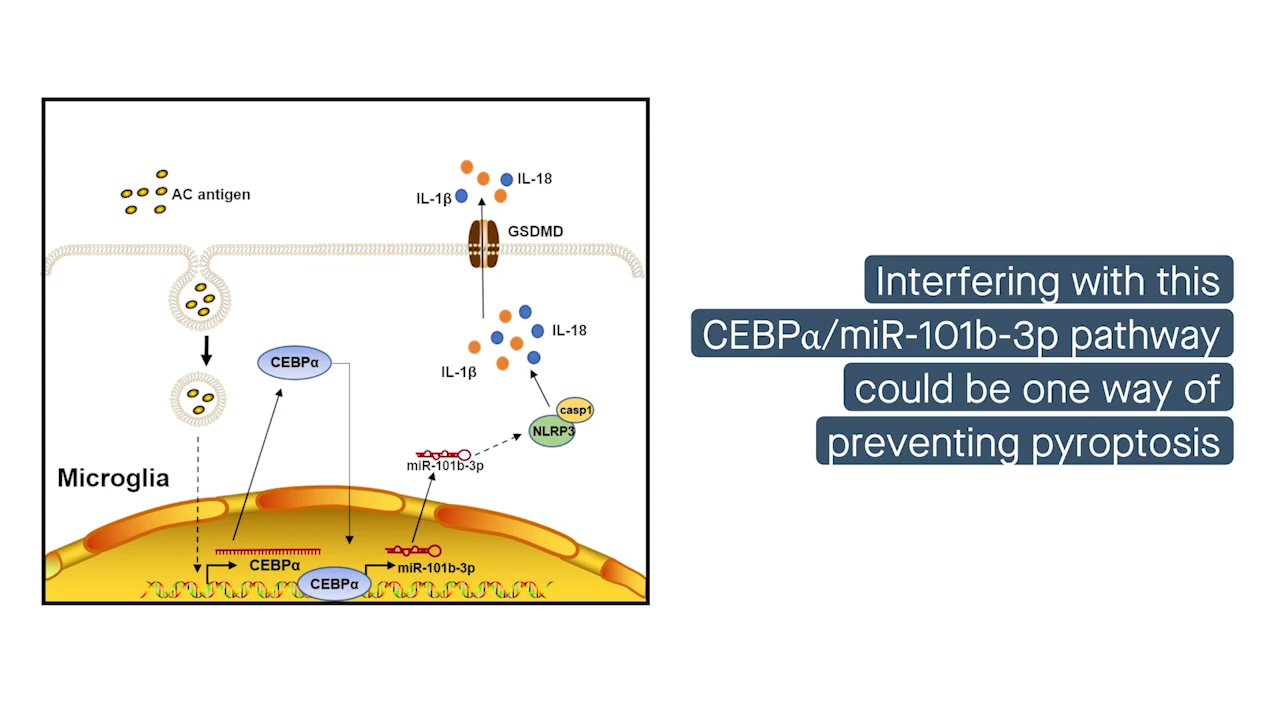 AC antigen
IL-1β
IL-18
GSDMD
IL-18
IL-1β
CEBPα
casp1
NLRP3
miR-101b-3p
Microglia
CEBPα
CEBPα
miR-101b-3p
Interfering with this
CEBPα/miR-101b-3p pathway
could be one way of
preventing pyroptosis